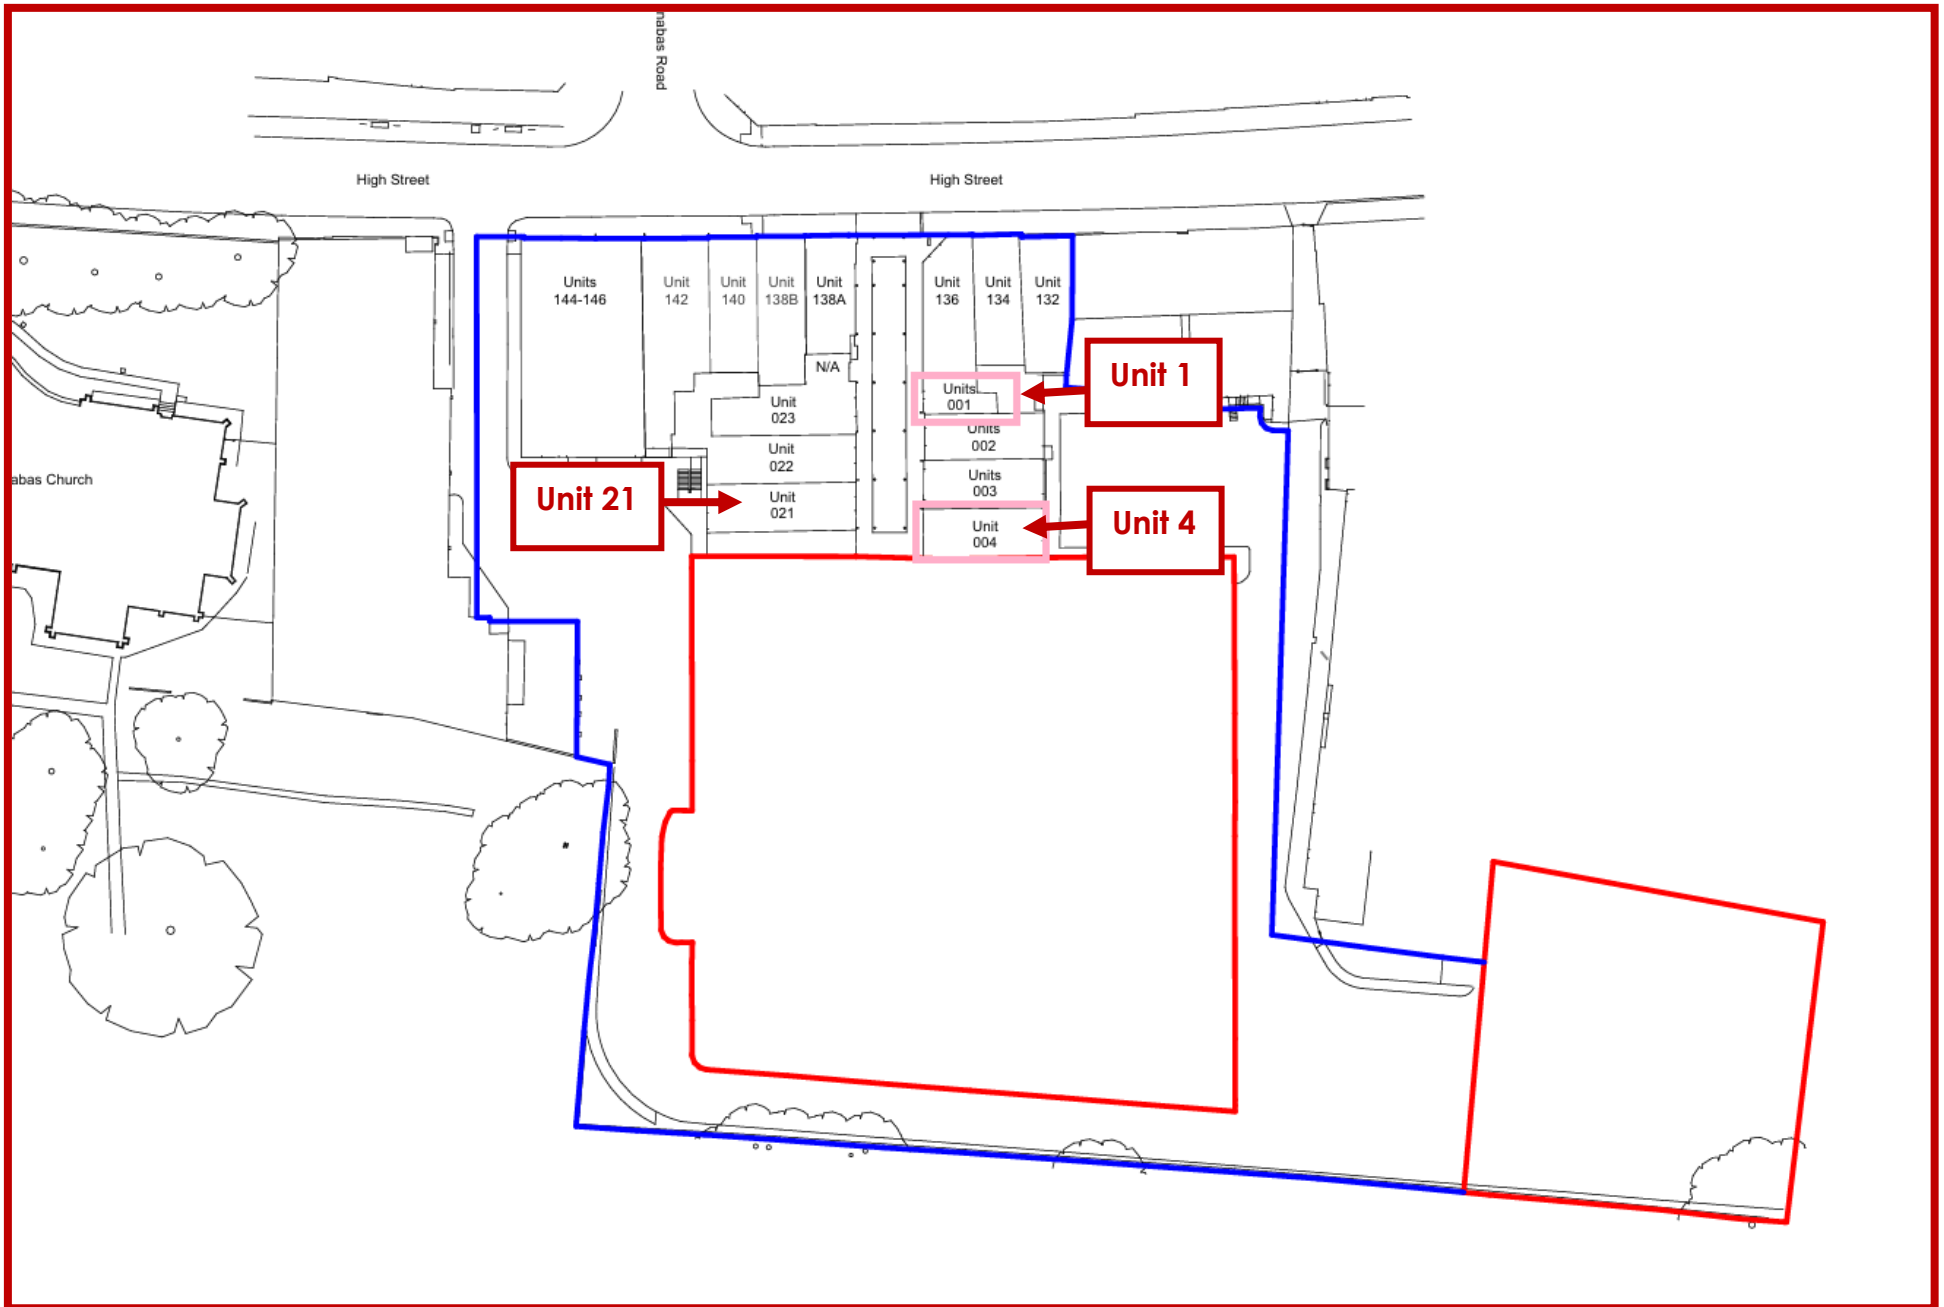 nabas Road
High Street
High Street
Units
144-146
Unit
142
Unit
140
Unit
138B
Unit
138A
Unit
136
Unit
134
Unit
132
N/A
Unit 1
Units
001
Unit
023
Units
002
Unit
022
Units
003
abas Church
Unit 21
Unit
021
Unit
004
Unit 4